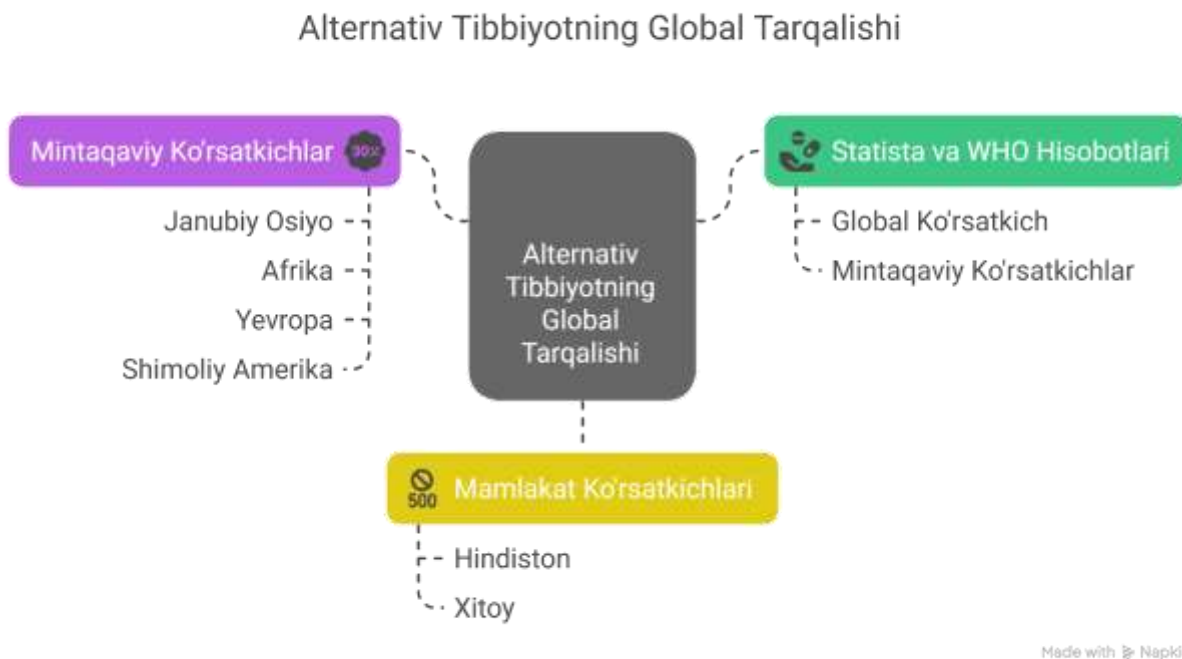 Alternativ Tibbiyotning Global Tarqalishi
Mintaqaviy Ko'rsatkichlar
Janubiy Osiyo
Afrika
Yevropa
Shimoliy Amerika
Alternativ
Tibbiyotning
Global
Tarqalishi
Statista va WHO Hisobotlari
Global Ko'rsatkich
Mintaqaviy Ko'rsatkichlar
500
Mamlakat Ko'rsatkichlari
Hindiston
Xitoy
Made with Napki